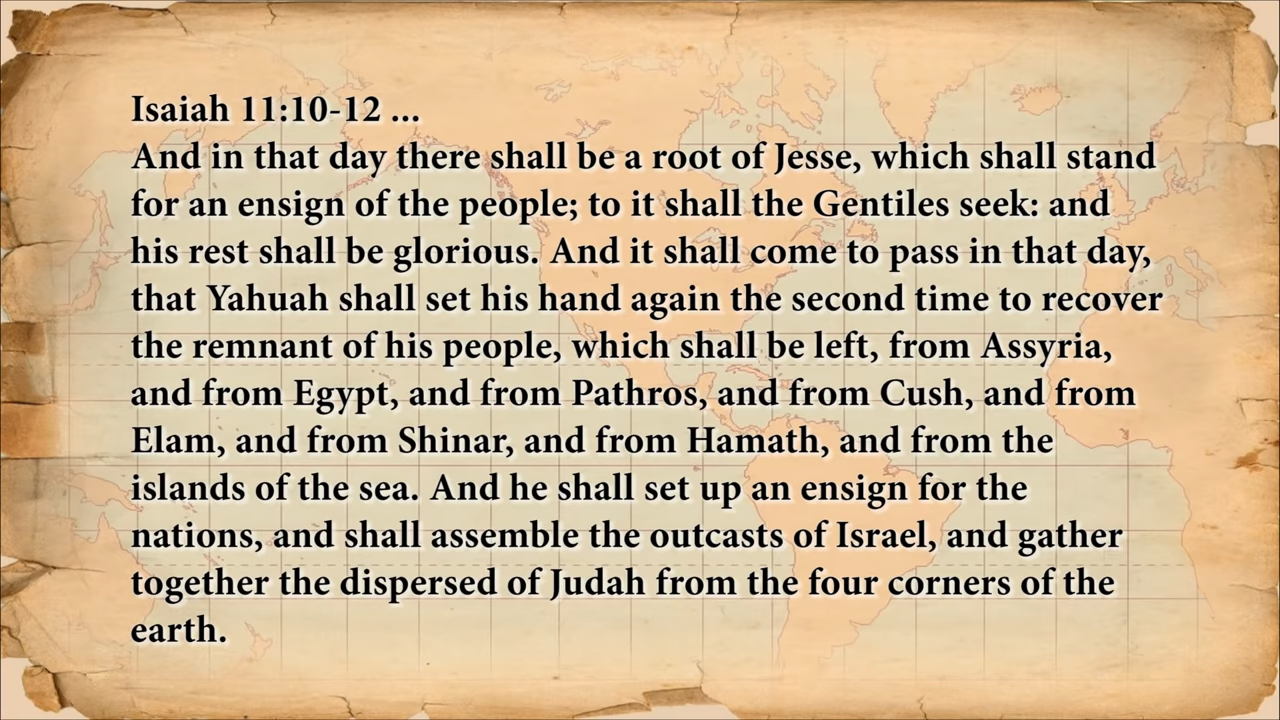 Isaiah 11:10-12 ...
And in that day there shall be a root of Jesse, which shall stand
for an ensign of the people; to it shall the Gentiles seek: and
his rest shall be glorious. And it shall come to pass in that day,
that Yahuah shall set his hand again the second time to recover
the remnant of his people, which shall be left, from Assyria,
and from Egypt, and from Pathros, and from Cush, and from
Elam, and from Shinar, and from Hamath, and from the
islands of the sea. And he shall set up an ensign for the
nations, and shall assemble the outcasts of Israel, and gather
together the dispersed of Judah from the four corners of the
earth.